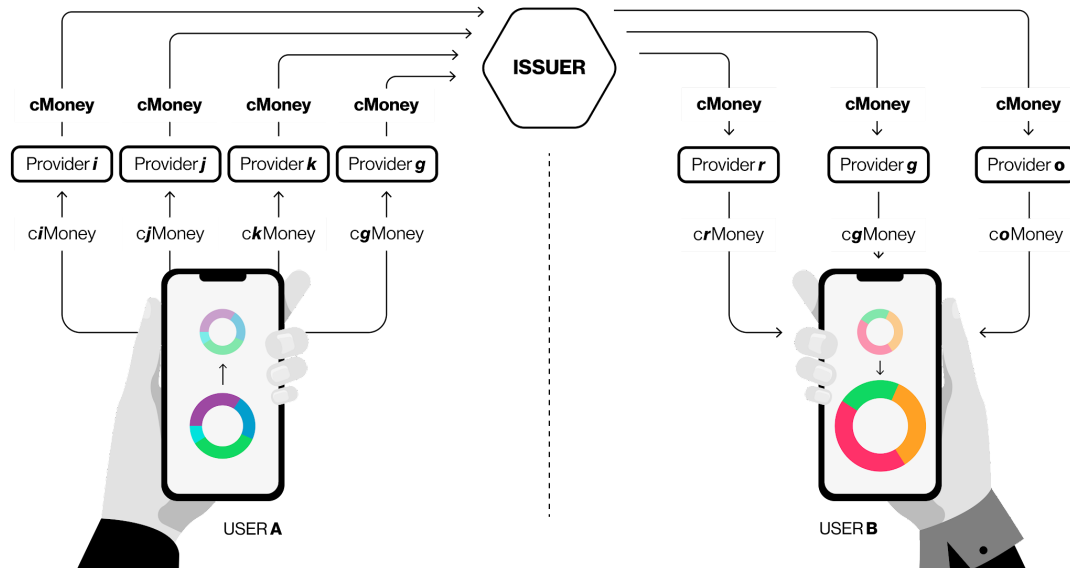 ISSUER
cMoney cMoney cMoney cMoney
cMoney cMoney cMoney
Provider i Provider j Provider k Provider g
Provider r Provider g Provider o
ciMoney cjMoney ckMoney cgMoney
crMoney cgMoney coMoney
USER A
USER B